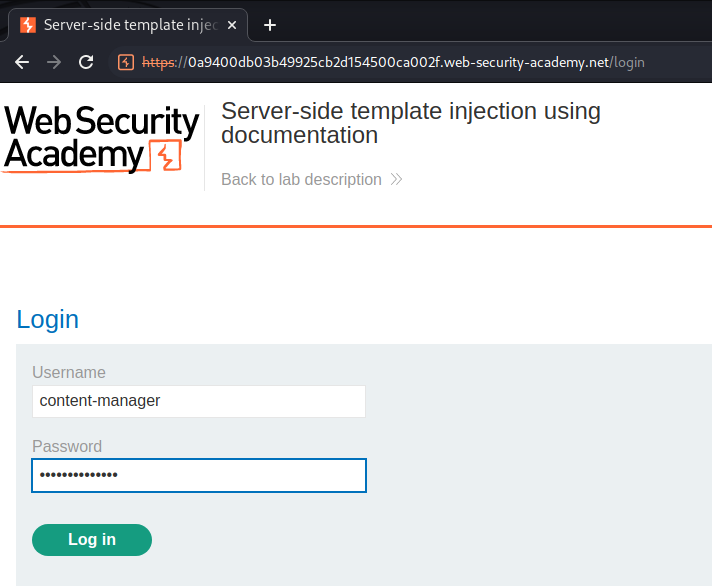 Server-side template injec
https://0a9400db03b49925cb2d154500ca002f.web-security-academy.net/login
Web Security
Academy
Server-side template injection using
documentation
Back to lab description
Login
Username
content-manager
Password
••••••••••••••
Log in